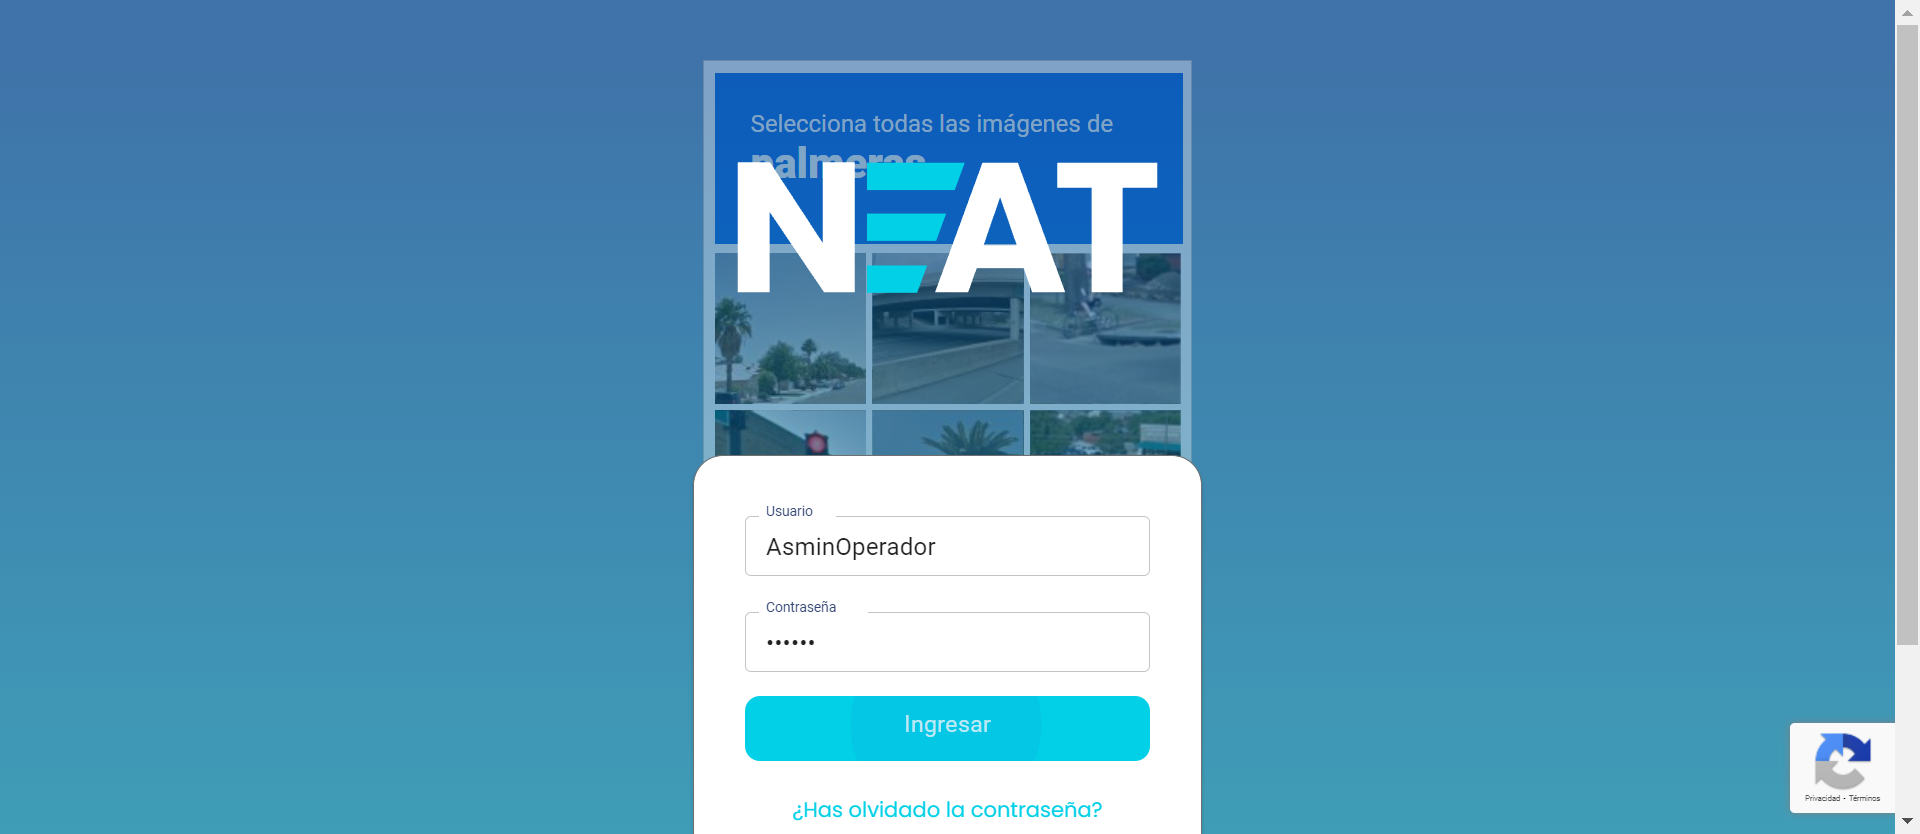 Selecciona todas las imágenes de
palmeras
NEAT
Usuario
AsminOperador
Contraseña
••••••
Ingresar
¿Has olvidado la contraseña?
Privacidad - Términos